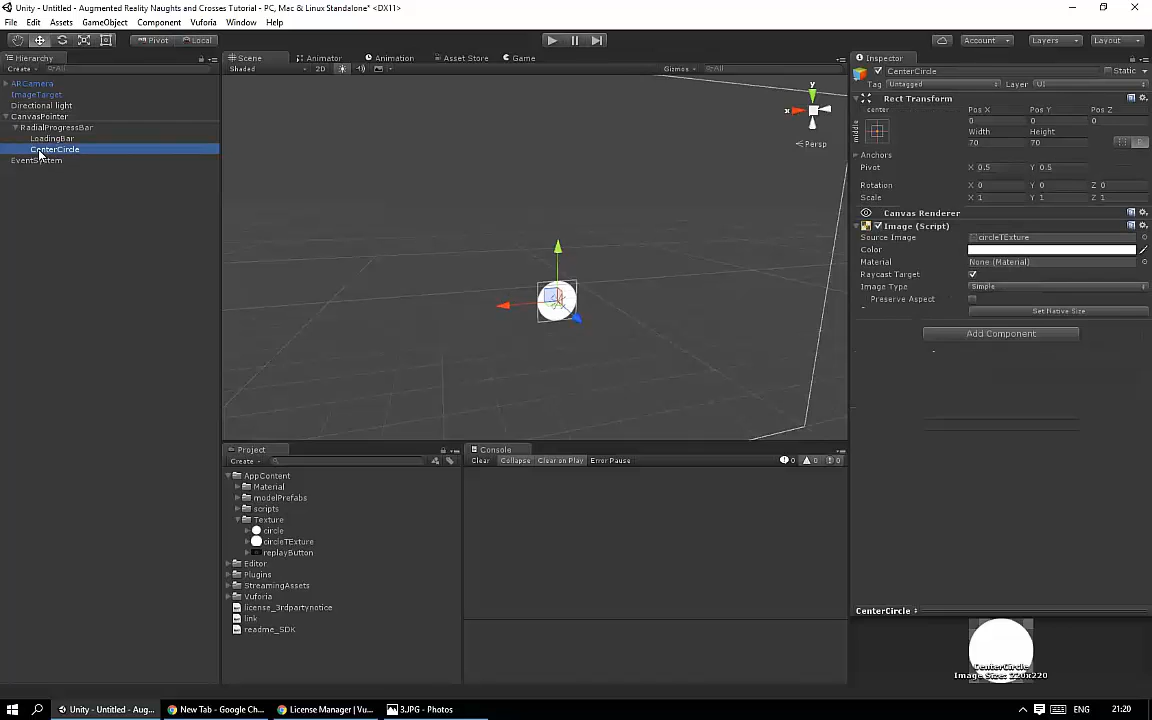 Unity - Untitled - Augmented Reality Naughts and Crosses Tutorial - PC, Mac & Linux Standalone* <DX11>
File Edit Assets GameObject Component Vuforia Window Help
Pivot Local Account Layers Layout
Hierarchy Scene Animator Animation Asset Store Game Inspector
Create All Shaded 2D Gizmos All
CenterCircle Static
Tag Untagged Layer UI
ARCamera
ImageTarget
Directional light
CanvasPointer
RadialProgressBar
LoadingBar
CenterCircle
EventSystem
y
x
Persp
Rect Transform
center Pos X Pos Y Pos Z
middle 0 0 0
Width Height
70 70
R
Anchors
Pivot X 0.5 Y 0.5
Rotation X 0 Y 0 Z 0
Scale X 1 Y 1 Z 1
Canvas Renderer
Image (Script)
Source Image circleTExture
Color
Material None (Material)
Raycast Target
Image Type Simple
Preserve Aspect
Set Native Size
Add Component
Project Console
Create Clear Collapse Clear on Play Error Pause 0 0 0
AppContent
Material
modelPrefabs
scripts
Texture
circle
circleTExture
replayButton
Editor
Plugins
StreamingAssets
Vuforia
license_3rdpartynotice
link
readme_SDK
CenterCircle
CenterCircle
Image Size: 220x220
Unity - Untitled - Aug... New Tab - Google Ch... License Manager | Vu... 3.JPG - Photos ENG 21:20